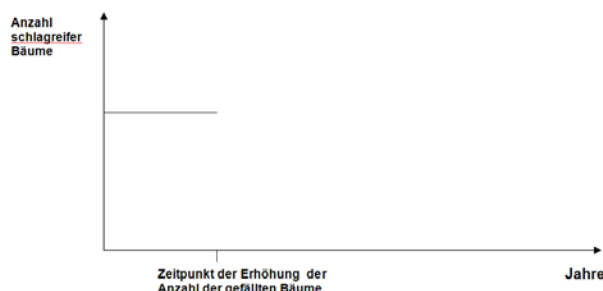 Anzahl
schlagreifer
Bäume
Zeitpunkt der Erhöhung der
Anzahl der gefällten Bäume
Jahre